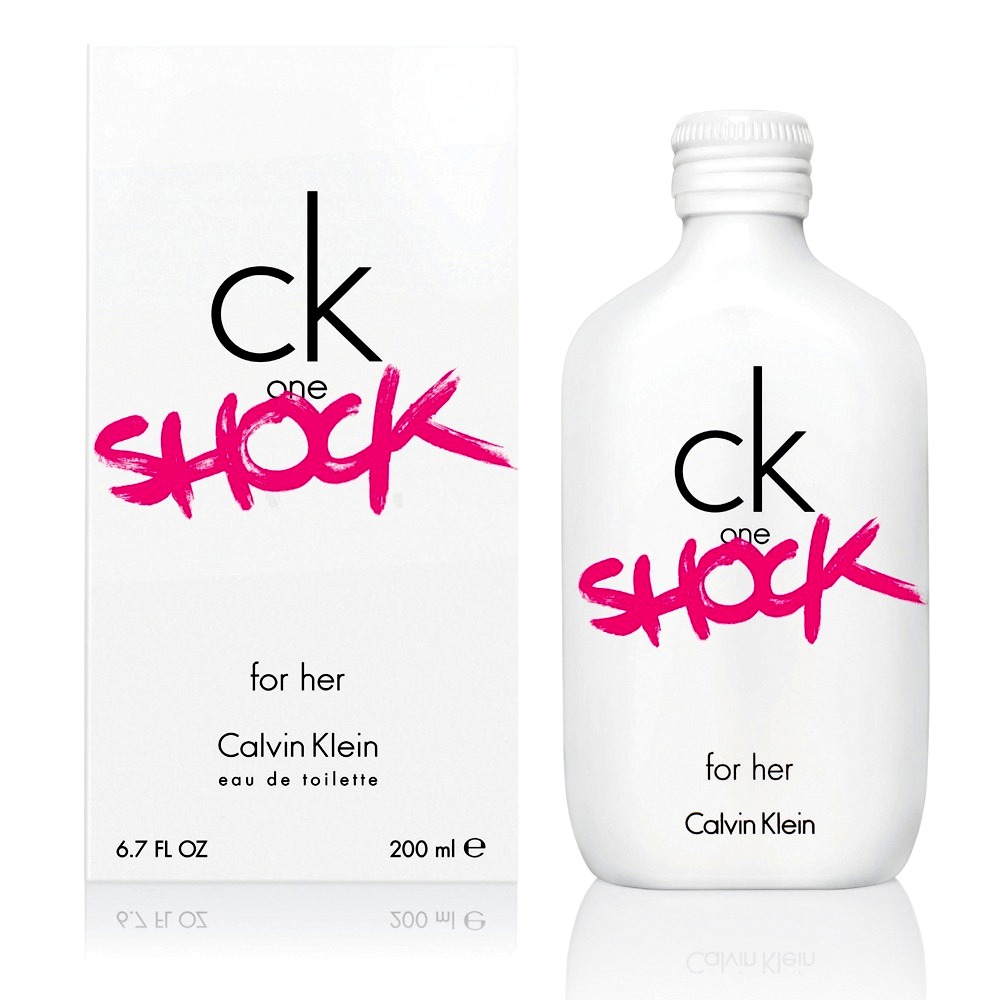 ck
one
SHOCK
for her
Calvin Klein
eau de toilette
6.7 FL OZ
200 ml ℮
ck
one
SHOCK
for her
Calvin Klein